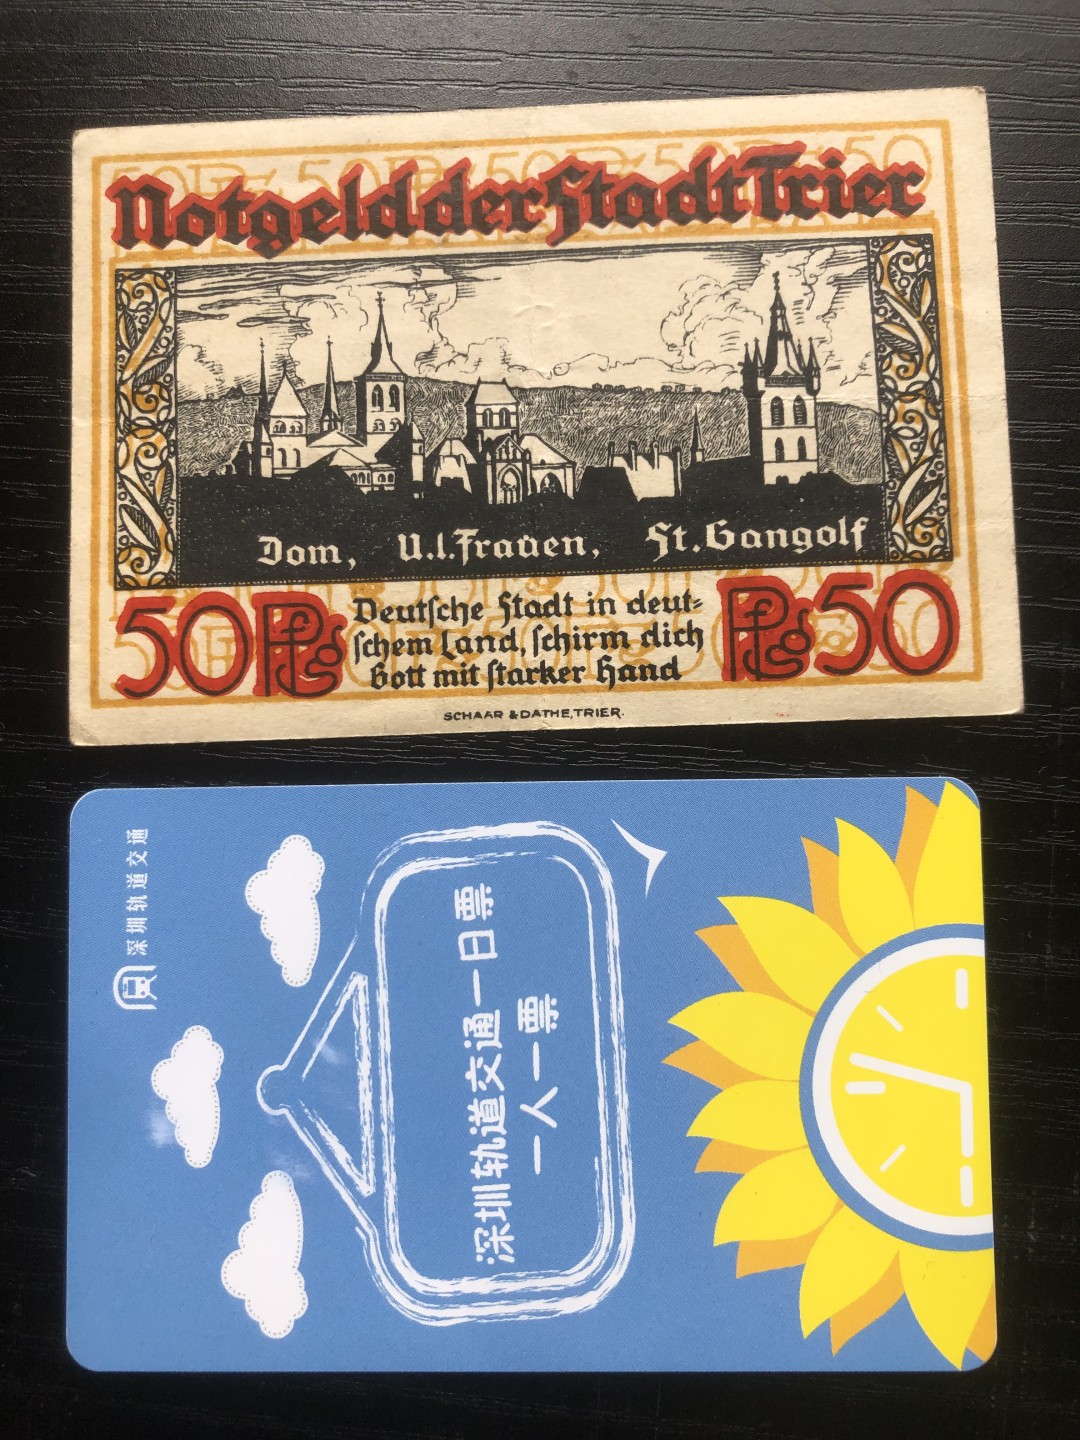 Notgeld der Stadt Trier
Dom, U.l.Frauen, St.Gangolf
50 Pfg
Deutsche Stadt in deut-
schem Land, schirm dich
Gott mit starker Hand
Pfg 50
SCHAAR & DATHE, TRIER.
深圳轨道交通
深圳轨道交通一日票
一人一票